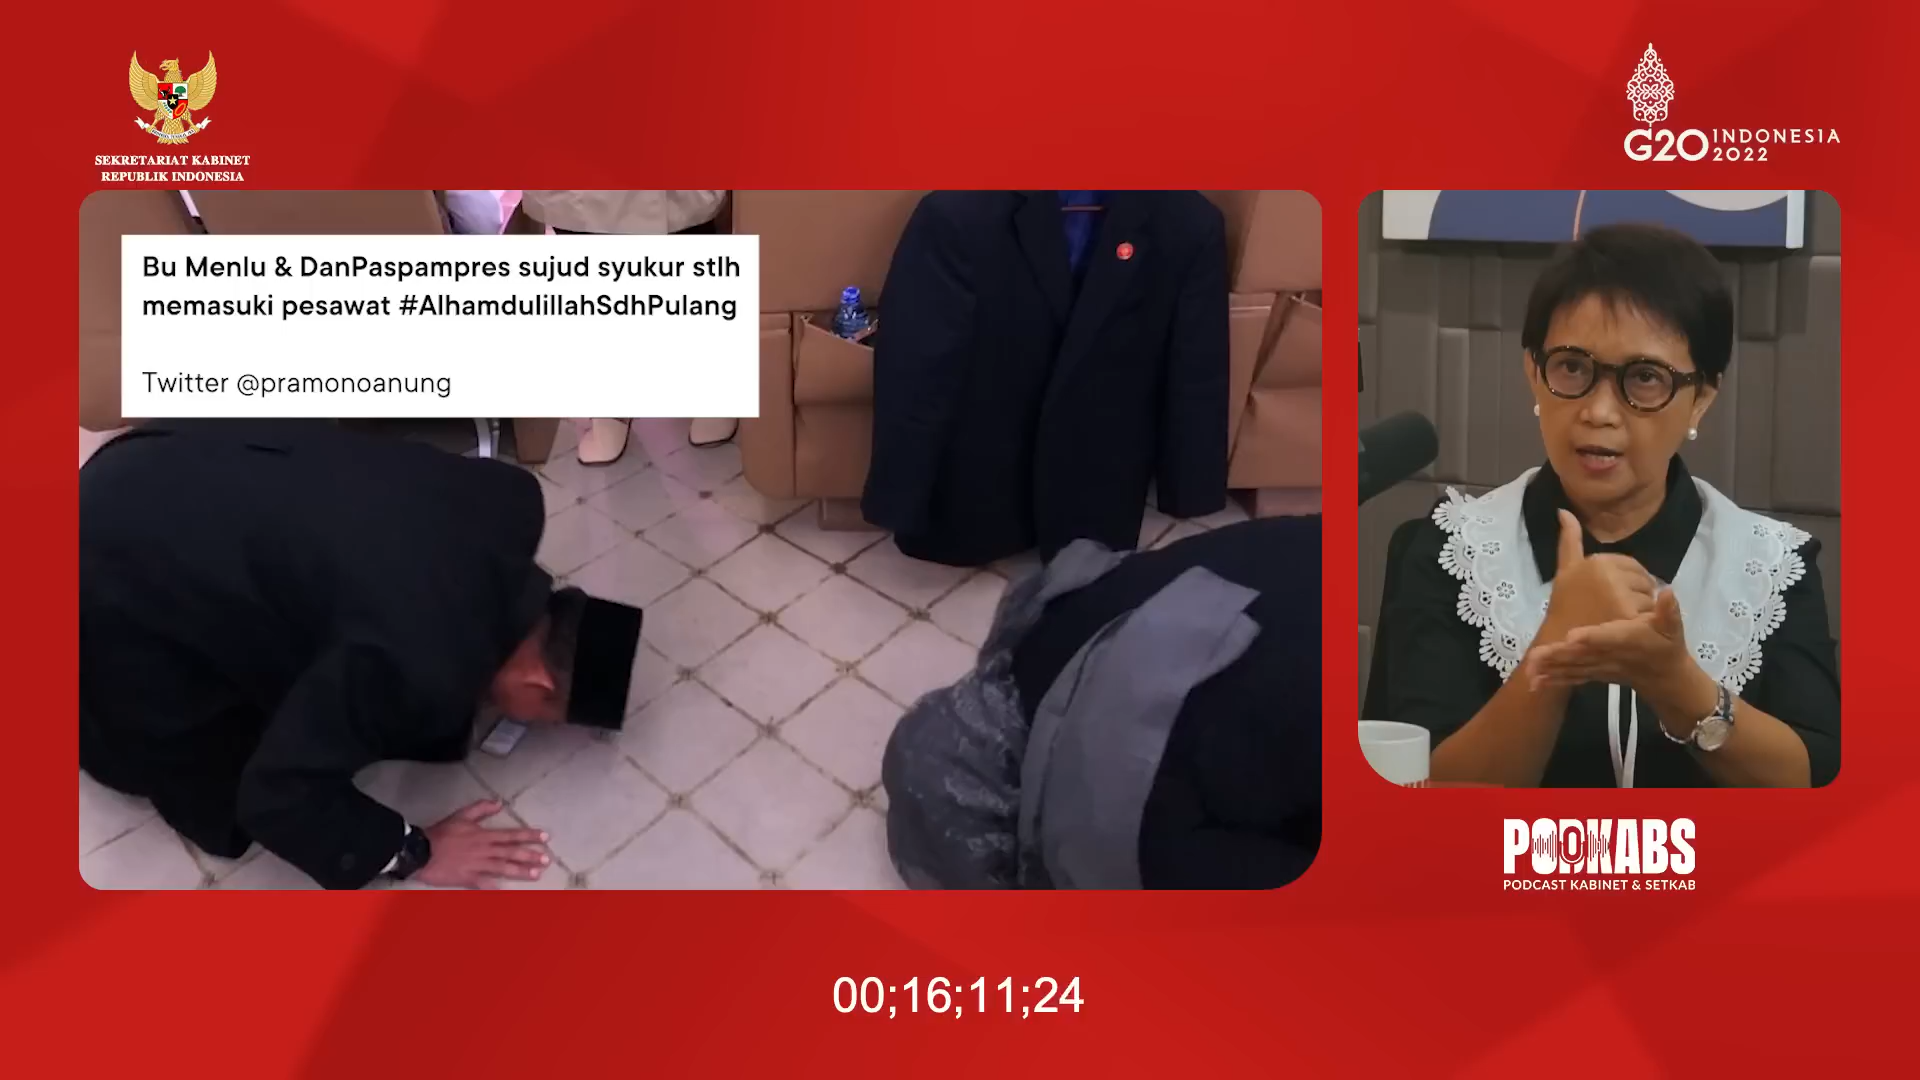 SEKRETARIAT KABINET
REPUBLIK INDONESIA
G20 INDONESIA
2022
Bu Menlu & DanPaspampres sujud syukur stlh
memasuki pesawat #AlhamdulillahSdhPulang
Twitter @pramonoanung
PODKABS
PODCAST KABINET & SETKAB
00;16;11;24